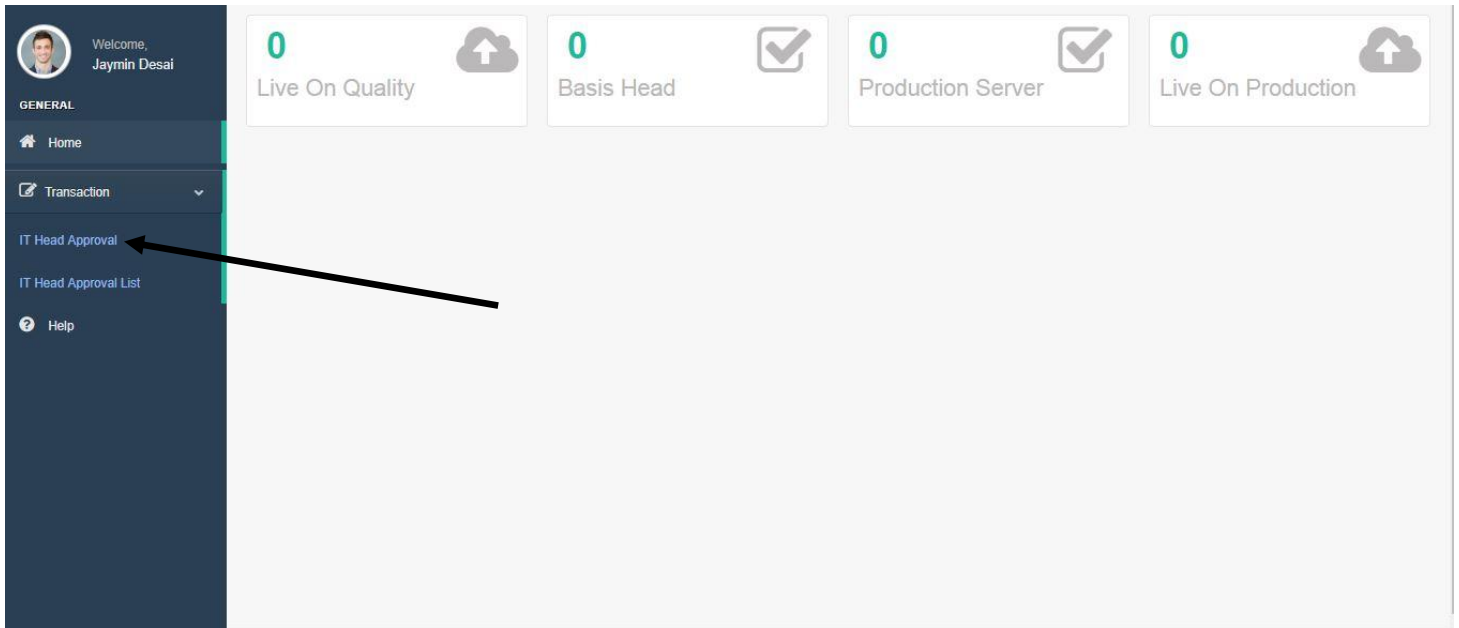 Welcome,
Jaymin Desai
GENERAL
Home
Transaction
IT Head Approval
IT Head Approval List
Help
0
Live On Quality
0
Basis Head
0
Production Server
0
Live On Production